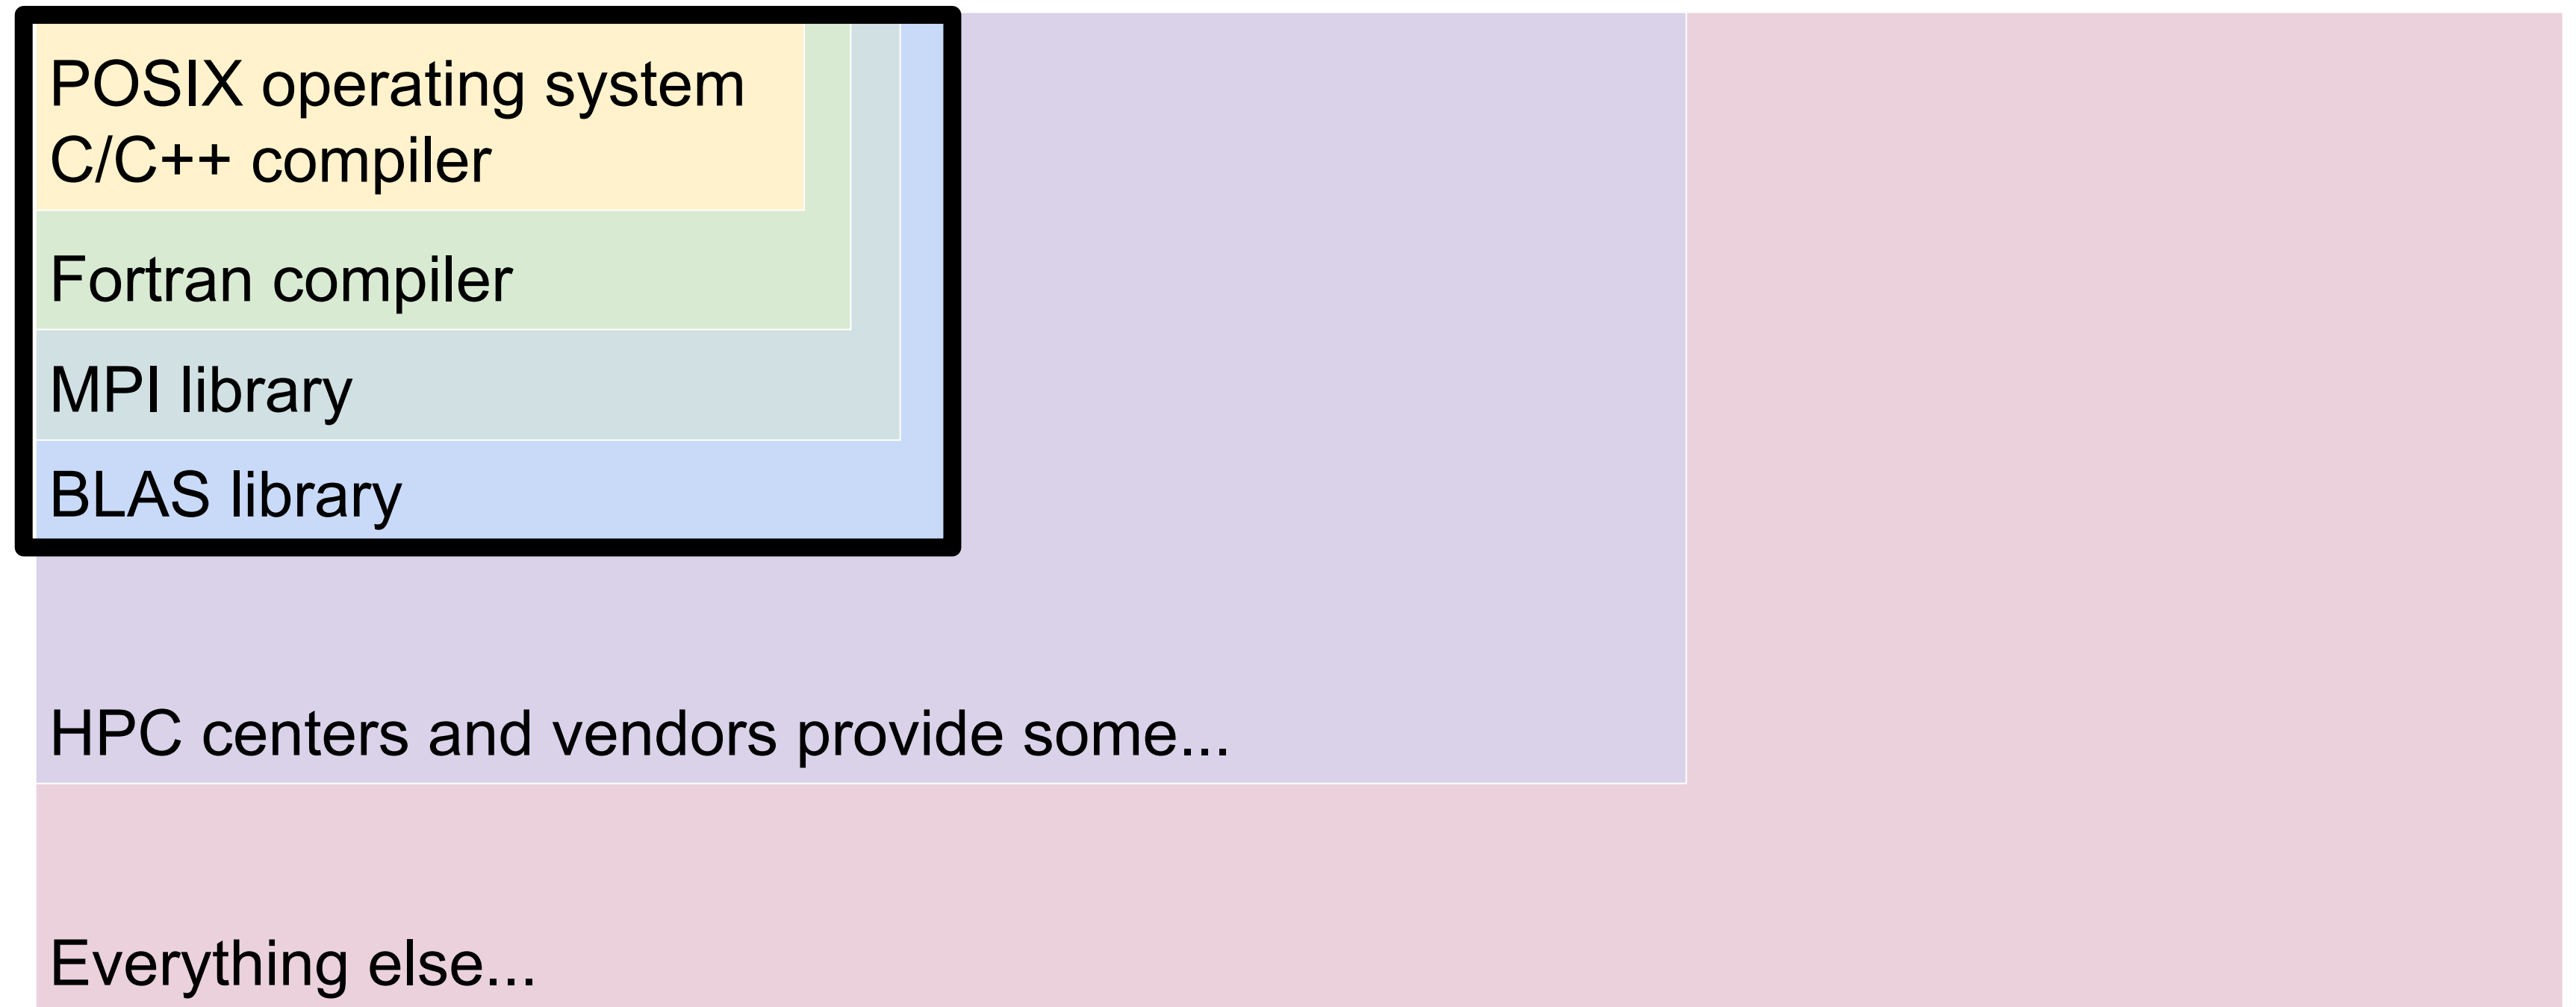 POSIX operating system
C/C++ compiler
Fortran compiler
MPI library
BLAS library
HPC centers and vendors provide some...
Everything else...